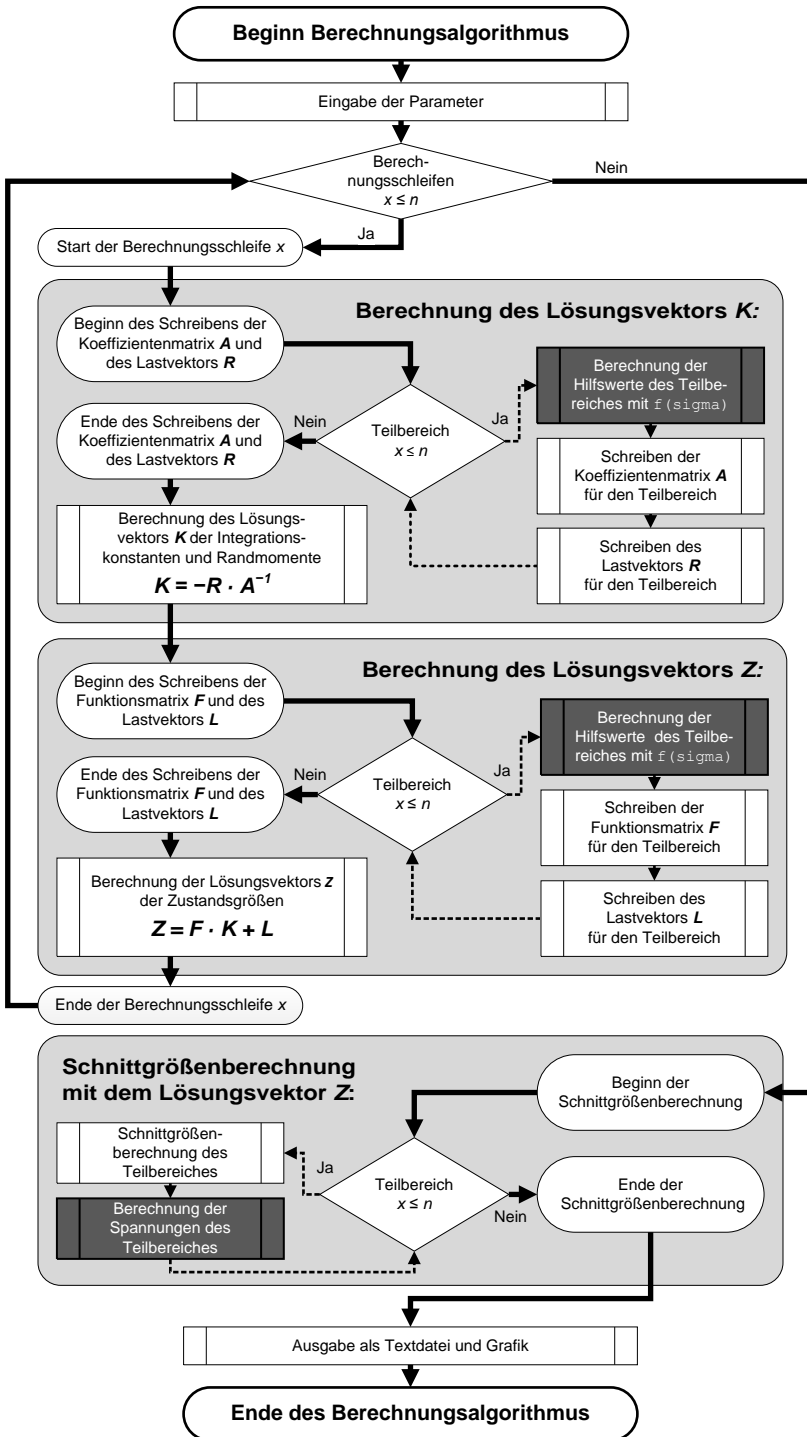 Beginn Berechnungsalgorithmus
Eingabe der Parameter
Berech-
nungsschleifen
x ≤ n
Nein
Ja
Start der Berechnungsschleife x
Berechnung des Lösungsvektors K:
Beginn des Schreibens der
Koeffizientenmatrix A und
des Lastvektors R
Teilbereich
x ≤ n
Ja
Berechnung der
Hilfswerte des Teilbe-
reiches mit f(sigma)
Schreiben der
Koeffizientenmatrix A
für den Teilbereich
Schreiben des
Lastvektors R
für den Teilbereich
Nein
Ende des Schreibens der
Koeffizientenmatrix A und
des Lastvektors R
Berechnung des Lösungs-
vektors K der Integrations-
konstanten und Randmomente
K = −R · A⁻¹
Berechnung des Lösungsvektors Z:
Beginn des Schreibens der
Funktionsmatrix F und des
Lastvektors L
Teilbereich
x ≤ n
Ja
Berechnung der
Hilfswerte des Teilbe-
reiches mit f(sigma)
Schreiben der
Funktionsmatrix F
für den Teilbereich
Schreiben des
Lastvektors L
für den Teilbereich
Nein
Ende des Schreibens der
Funktionsmatrix F und des
Lastvektors L
Berechnung der Lösungsvektors Z
der Zustandsgrößen
Z = F · K + L
Ende der Berechnungsschleife x
Schnittgrößenberechnung
mit dem Lösungsvektor Z:
Beginn der
Schnittgrößenberechnung
Teilbereich
x ≤ n
Ja
Schnittgrößen-
berechnung des
Teilbereiches
Berechnung der
Spannungen des
Teilbereiches
Nein
Ende der
Schnittgrößenberechnung
Ausgabe als Textdatei und Grafik
Ende des Berechnungsalgorithmus